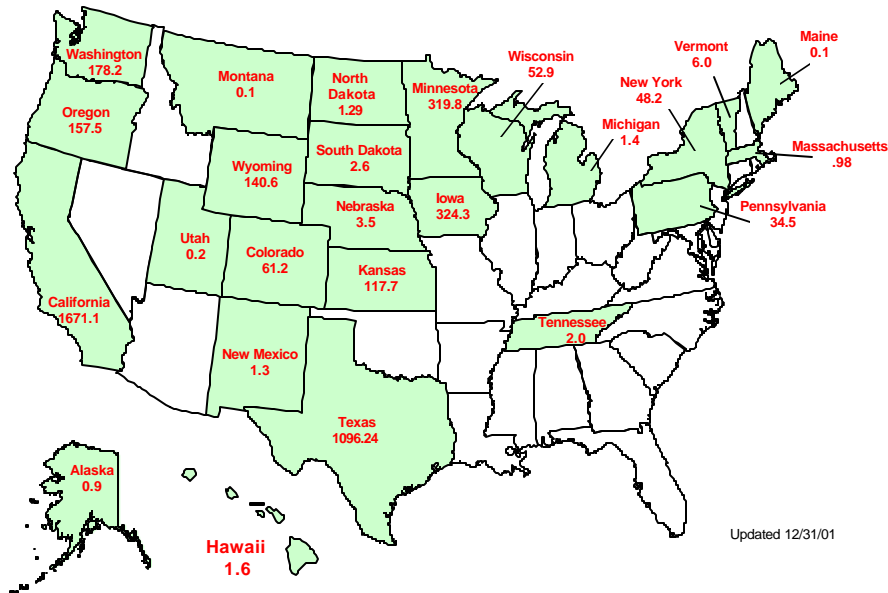 Washington
178.2
Oregon
157.5
California
1671.1
Montana
0.1
Wyoming
140.6
Utah
0.2
Colorado
61.2
New Mexico
1.3
North
Dakota
1.29
South Dakota
2.6
Nebraska
3.5
Kansas
117.7
Texas
1096.24
Minnesota
319.8
Iowa
324.3
Wisconsin
52.9
Michigan
1.4
Tennessee
2.0
New York
48.2
Vermont
6.0
Maine
0.1
Massachusetts
.98
Pennsylvania
34.5
Alaska
0.9
Hawaii
1.6
Updated 12/31/01